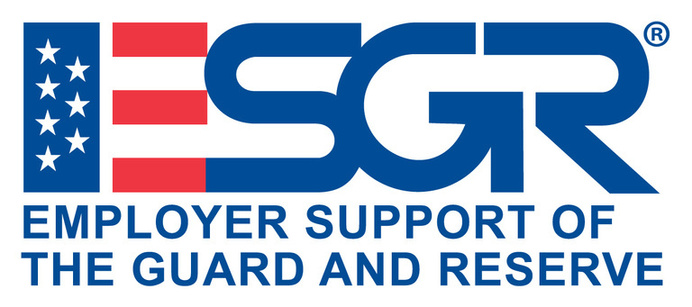 ESGR®
EMPLOYER SUPPORT OF
THE GUARD AND RESERVE